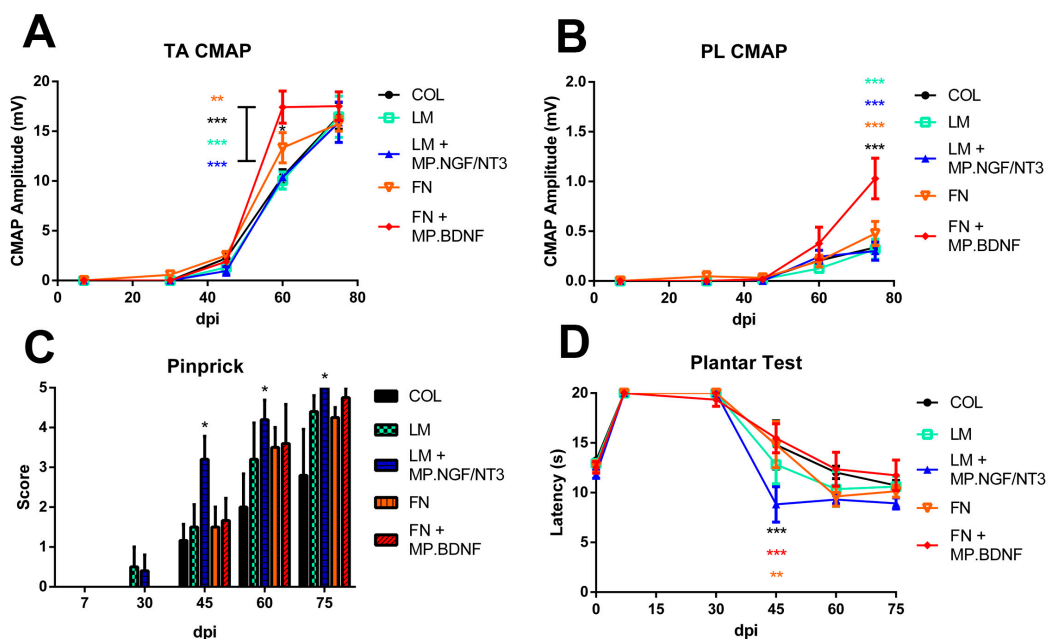 A
TA CMAP
CMAP Amplitude (mV)
20
15
10
5
0
0 20 40 60 80
dpi
**
***
***
***
*
COL
LM
LM +
MP.NGF/NT3
FN
FN +
MP.BDNF
B
PL CMAP
CMAP Amplitude (mV)
2.0
1.5
1.0
0.5
0.0
0 20 40 60 80
dpi
***
***
***
***
COL
LM
LM +
MP.NGF/NT3
FN
FN +
MP.BDNF
C
Pinprick
Score
5
4
3
2
1
0
7 30 45 60 75
dpi
*
*
*
COL
LM
LM +
MP.NGF/NT3
FN
FN +
MP.BDNF
D
Plantar Test
Latency (s)
20
15
10
5
0
0 15 30 45 60 75
dpi
***
***
**
COL
LM
LM +
MP.NGF/NT3
FN
FN +
MP.BDNF